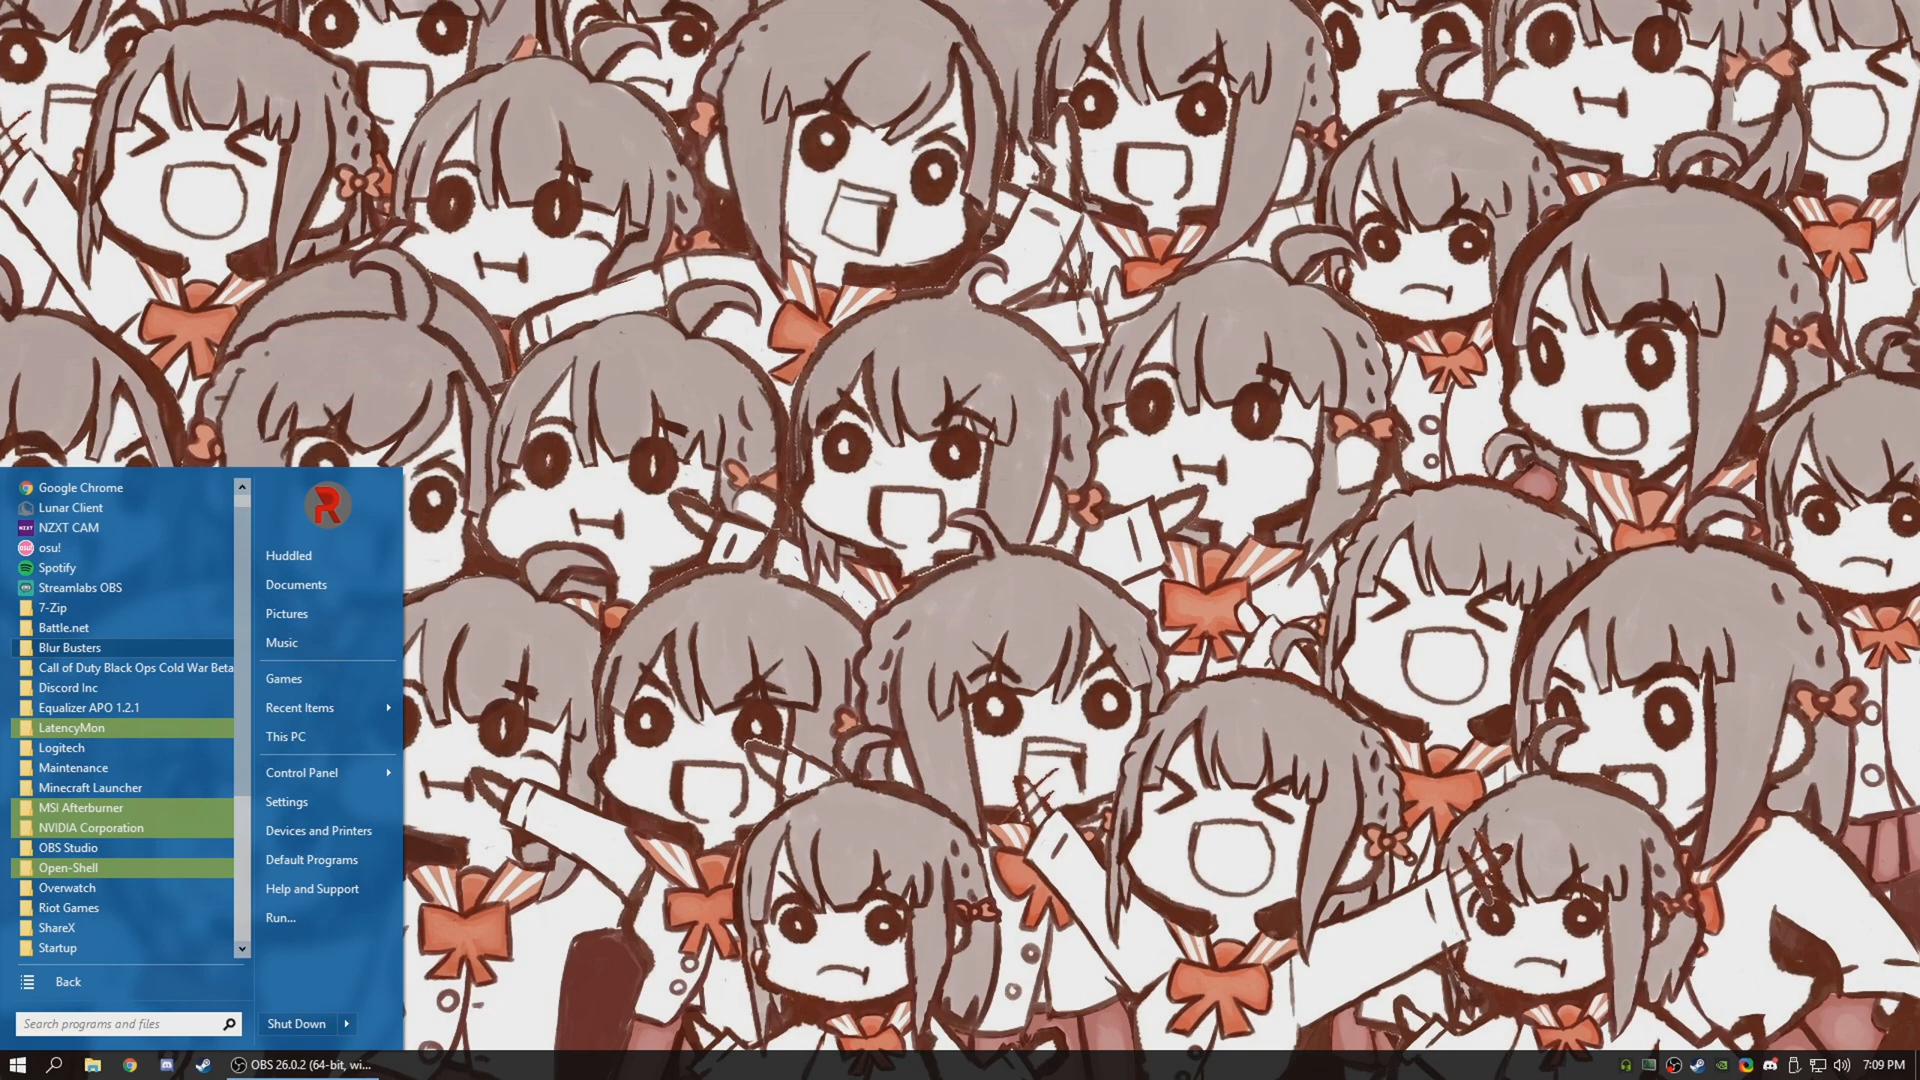 Google Chrome
Lunar Client
NZXT CAM
osu!
Spotify
Streamlabs OBS
7-Zip
Battle.net
Blur Busters
Call of Duty Black Ops Cold War Beta
Discord Inc
Equalizer APO 1.2.1
LatencyMon
Logitech
Maintenance
Minecraft Launcher
MSI Afterburner
NVIDIA Corporation
OBS Studio
Open-Shell
Overwatch
Riot Games
ShareX
Startup
Back
Search programs and files
Huddled
Documents
Pictures
Music
Games
Recent Items
This PC
Control Panel
Settings
Devices and Printers
Default Programs
Help and Support
Run...
Shut Down
OBS 26.0.2 (64-bit, wi...
7:09 PM